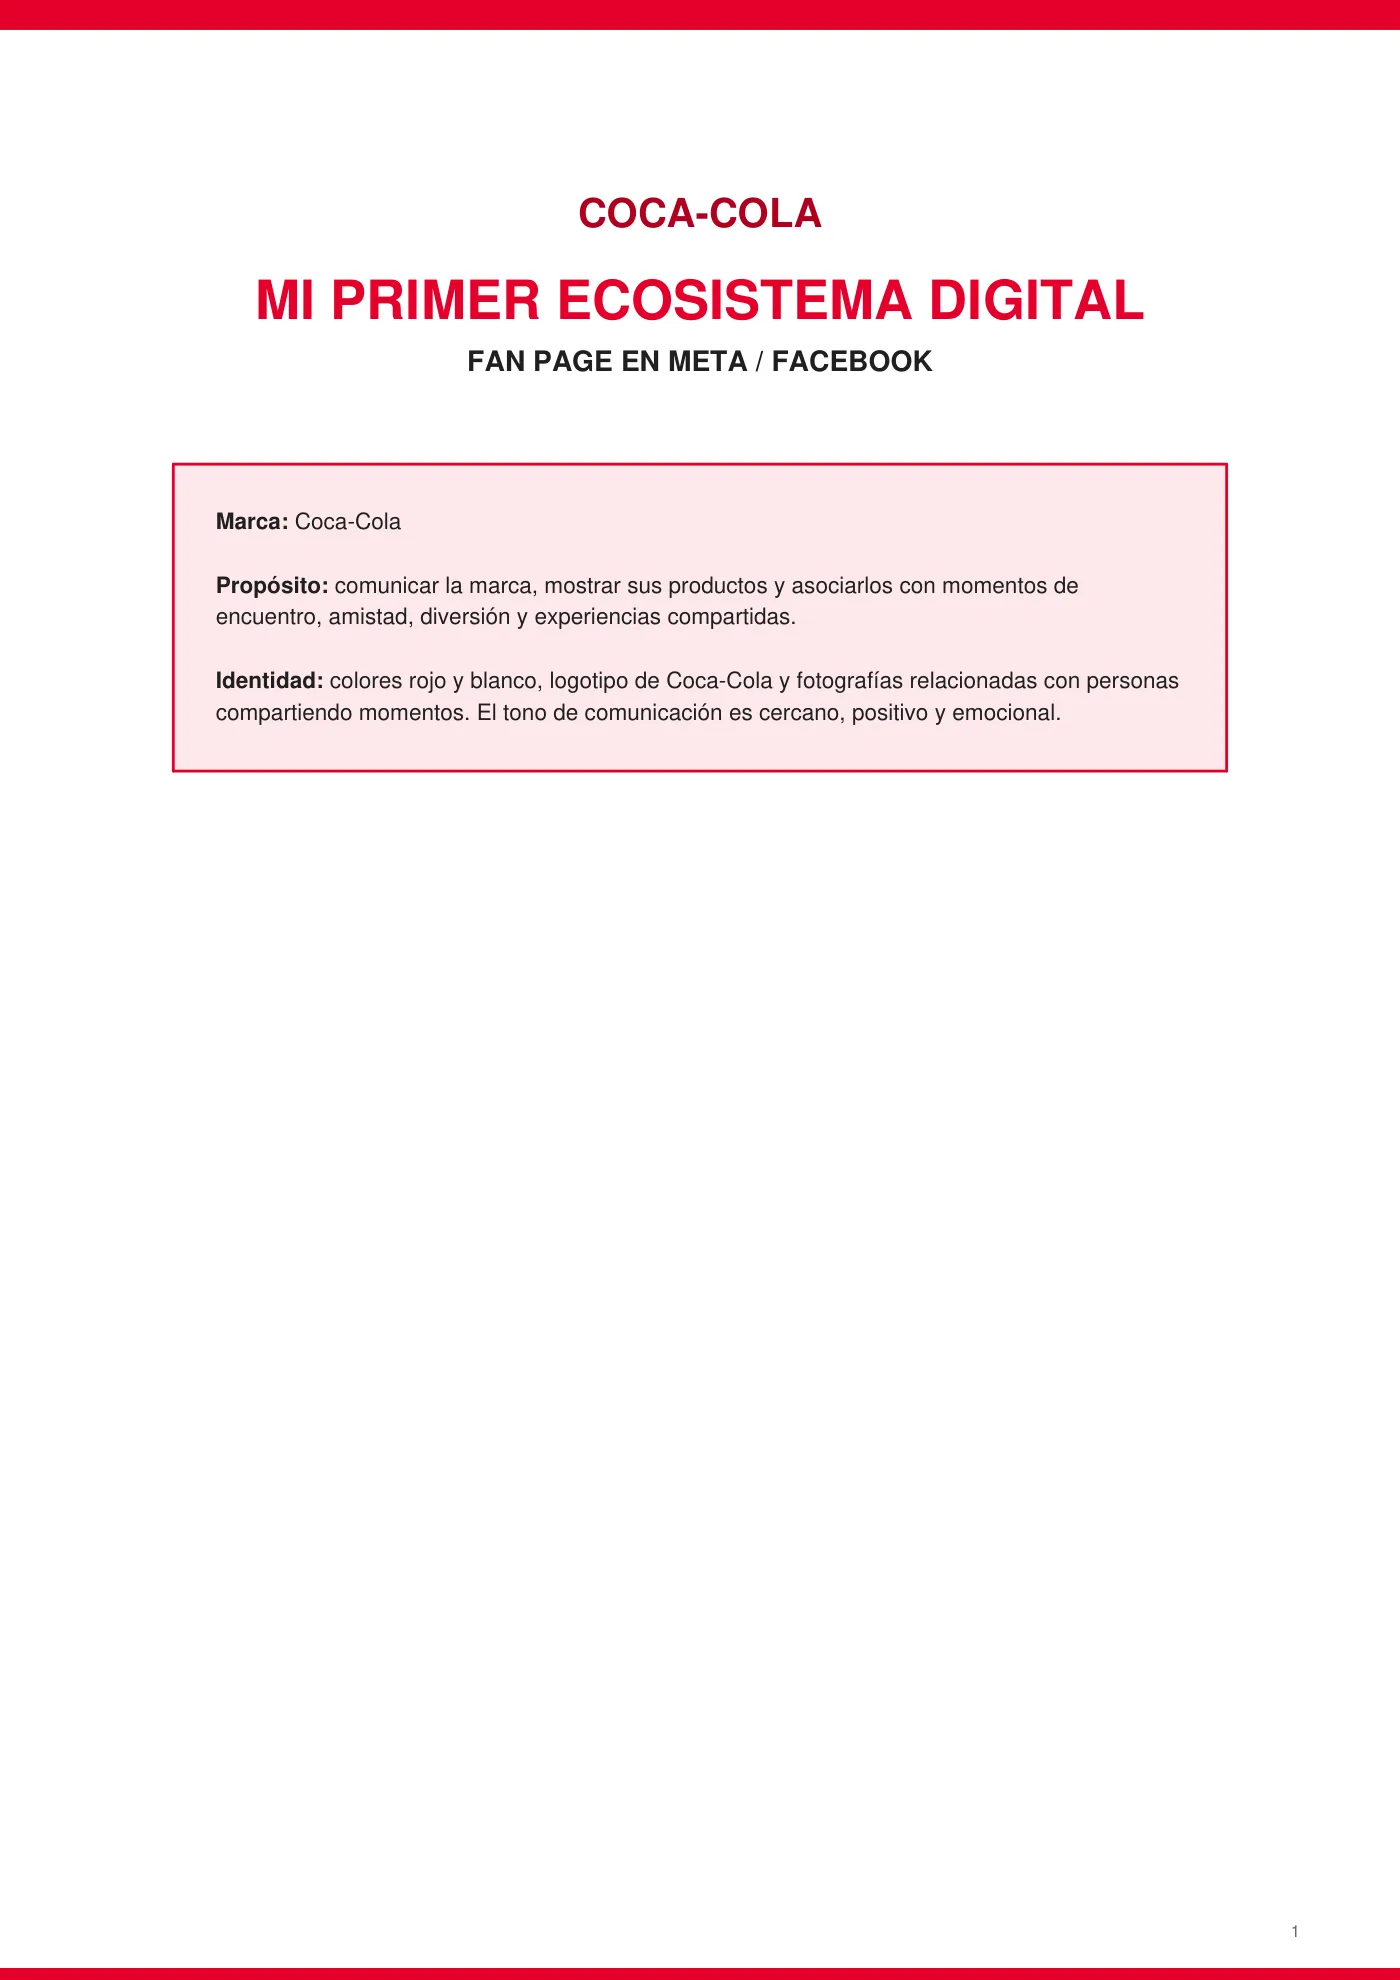 COCA-COLA
MI PRIMER ECOSISTEMA DIGITAL
FAN PAGE EN META / FACEBOOK
Marca: Coca-Cola
Propósito: comunicar la marca, mostrar sus productos y asociarlos con momentos de
encuentro, amistad, diversión y experiencias compartidas.
Identidad: colores rojo y blanco, logotipo de Coca-Cola y fotografías relacionadas con personas
compartiendo momentos. El tono de comunicación es cercano, positivo y emocional.
1